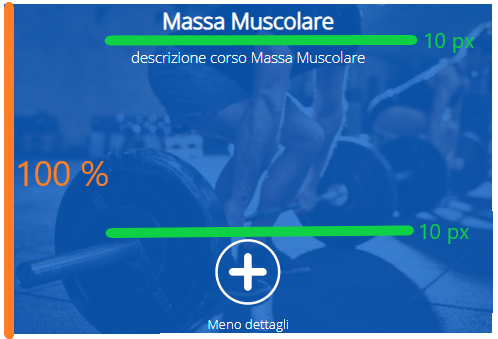 Massa Muscolare
10 px
descrizione corso Massa Muscolare
100 %
10 px
Meno dettagli